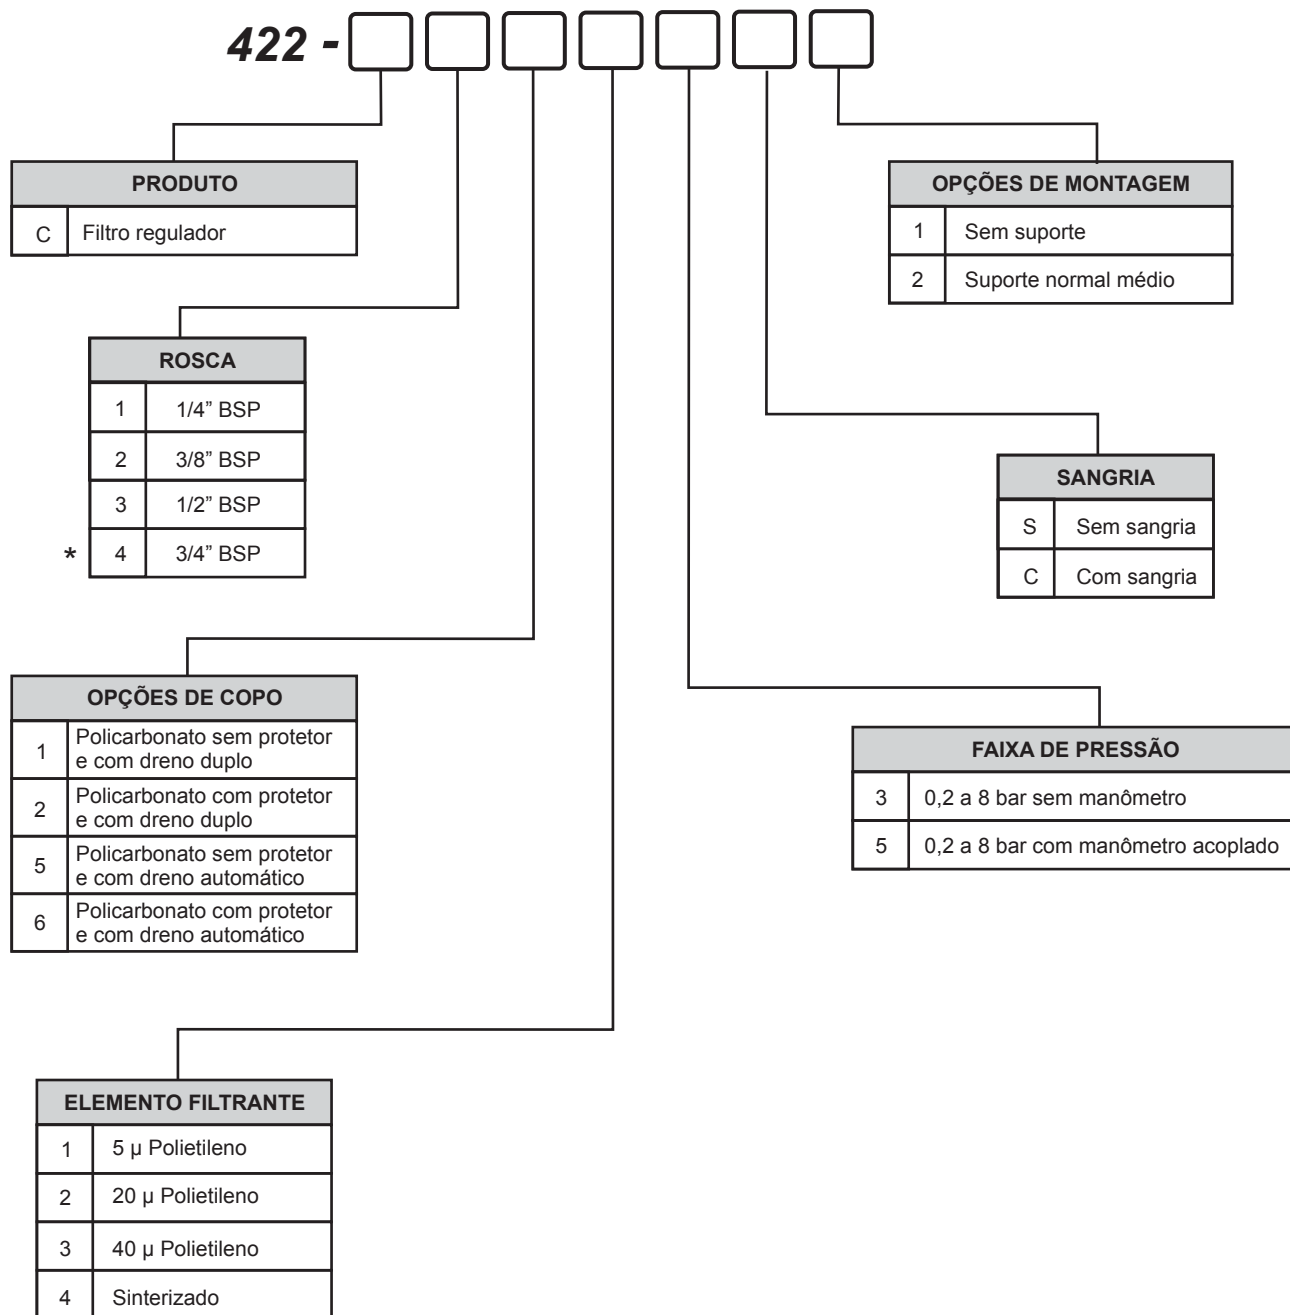 422 -
PRODUTO
C Filtro regulador
OPÇÕES DE MONTAGEM
1 Sem suporte
2 Suporte normal médio
ROSCA
1 1/4” BSP
2 3/8” BSP
3 1/2” BSP
* 4 3/4” BSP
SANGRIA
S Sem sangria
C Com sangria
OPÇÕES DE COPO
1 Policarbonato sem protetor
e com dreno duplo
2 Policarbonato com protetor
e com dreno duplo
5 Policarbonato sem protetor
e com dreno automático
6 Policarbonato com protetor
e com dreno automático
FAIXA DE PRESSÃO
3 0,2 a 8 bar sem manômetro
5 0,2 a 8 bar com manômetro acoplado
ELEMENTO FILTRANTE
1 5 µ Polietileno
2 20 µ Polietileno
3 40 µ Polietileno
4 Sinterizado